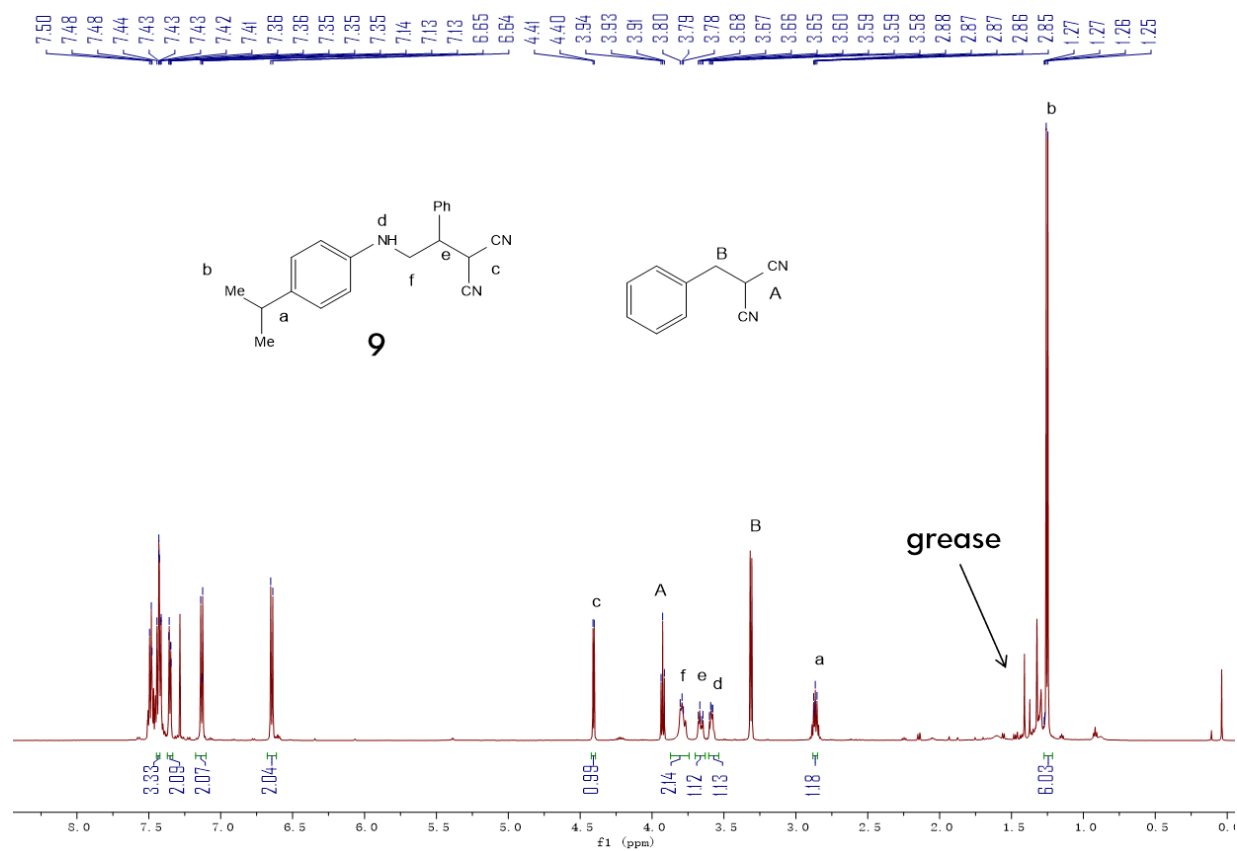 7.50 7.48 7.48 7.44 7.43 7.43 7.43 7.42 7.41 7.36 7.36 7.35 7.35 7.35 7.14 7.13 7.13 6.65 6.64 4.41 4.40 3.94 3.93 3.91 3.80 3.79 3.78 3.68 3.67 3.66 3.65 3.60 3.59 3.59 3.58 2.88 2.87 2.87 2.86 2.85 1.27 1.27 1.26 1.25
b
Ph
d
NH
CN
e
c
f
CN
b
Me
a
Me
9
B
CN
A
CN
grease
B
c
A
f
e
d
a
3.33 2.09 2.07 2.04 0.99 2.14 1.12 1.13 1.18 6.03
8.0 7.5 7.0 6.5 6.0 5.5 5.0 4.5 4.0 3.5 3.0 2.5 2.0 1.5 1.0 0.5 0.0
f1 (ppm)